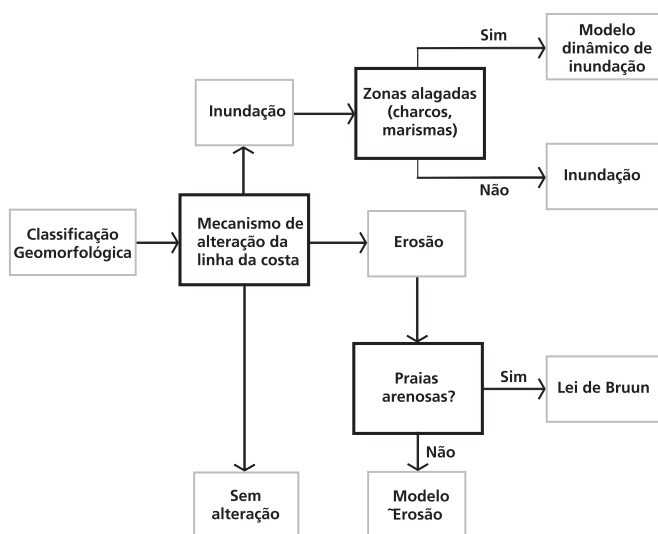 Sim
Modelo
dinâmico de
inundação
Inundação
Zonas alagadas
(charcos,
marismas)
Não
Inundação
Classificação
Geomorfológica
Mecanismo de
alteração da
linha da costa
Erosão
Praias
arenosas?
Sim
Lei de Bruun
Não
Sem
alteração
Modelo
˜Erosão